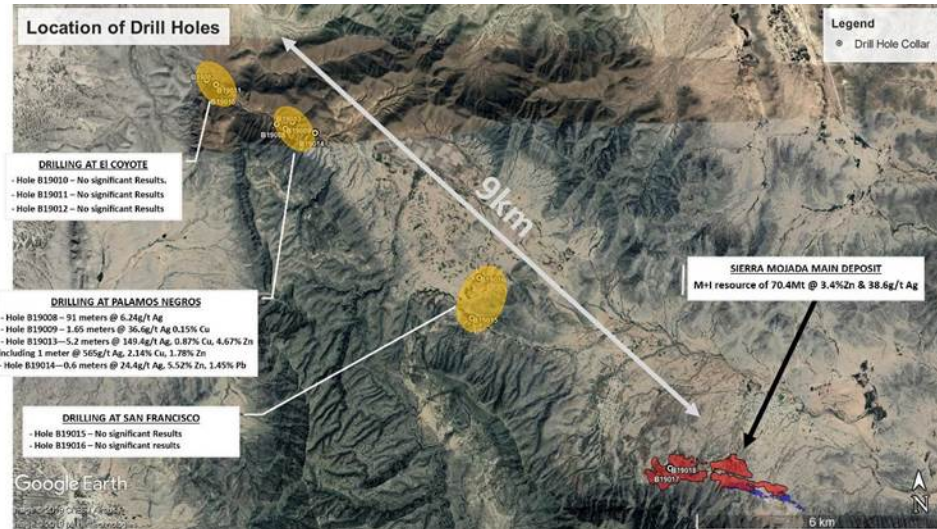 Location of Drill Holes
Legend
Drill Hole Collar
B19010
B19014
DRILLING AT El COYOTE
- Hole B19010 – No significant Results.
- Hole B19011 – No significant Results
- Hole B19012 – No significant Results
9km
SIERRA MOJADA MAIN DEPOSIT
M+I resource of 70.4Mt @ 3.4%Zn & 38.6g/t Ag
DRILLING AT PALAMOS NEGROS
- Hole B19008 – 91 meters @ 6.24g/t Ag
- Hole B19009 – 1.65 meters @ 36.6g/t Ag 0.15% Cu
- Hole B19013—5.2 meters @ 149.4g/t Ag, 0.87% Cu, 4.67% Zn
including 1 meter @ 565g/t Ag, 2.14% Cu, 1.78% Zn
- Hole B19014—0.6 meters @ 24.4g/t Ag, 5.52% Zn, 1.45% Pb
DRILLING AT SAN FRANCISCO
- Hole B19015 – No significant Results
- Hole B19016 – No significant results
B19018
B19017
Google Earth
N
6 km